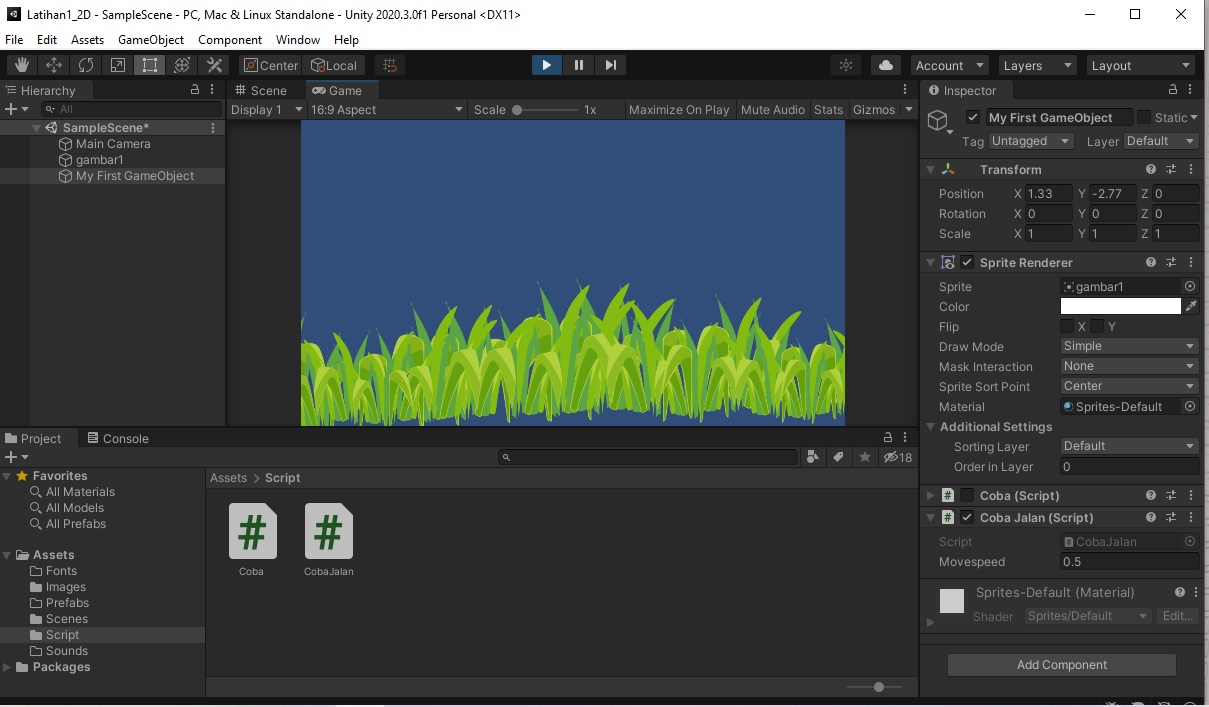 Latihan1_2D - SampleScene - PC, Mac & Linux Standalone - Unity 2020.3.0f1 Personal <DX11>
File Edit Assets GameObject Component Window Help
Center Local Account Layers Layout
Hierarchy
All
SampleScene*
Main Camera
gambar1
My First GameObject
Scene Game
Display 1 16:9 Aspect Scale 1x Maximize On Play Mute Audio Stats Gizmos
Inspector
My First GameObject Static
Tag Untagged Layer Default
Transform
Position X 1.33 Y -2.77 Z 0
Rotation X 0 Y 0 Z 0
Scale X 1 Y 1 Z 1
Sprite Renderer
Sprite gambar1
Color
Flip X Y
Draw Mode Simple
Mask Interaction None
Sprite Sort Point Center
Material Sprites-Default
Additional Settings
Sorting Layer Default
Order in Layer 0
# Coba (Script)
# Coba Jalan (Script)
Script # CobaJalan
Movespeed 0.5
Sprites-Default (Material)
Shader Sprites/Default Edit...
Add Component
Project Console
18
Favorites
All Materials
All Models
All Prefabs
Assets
Fonts
Images
Prefabs
Scenes
Script
Sounds
Packages
Assets > Script
# #
Coba CobaJalan